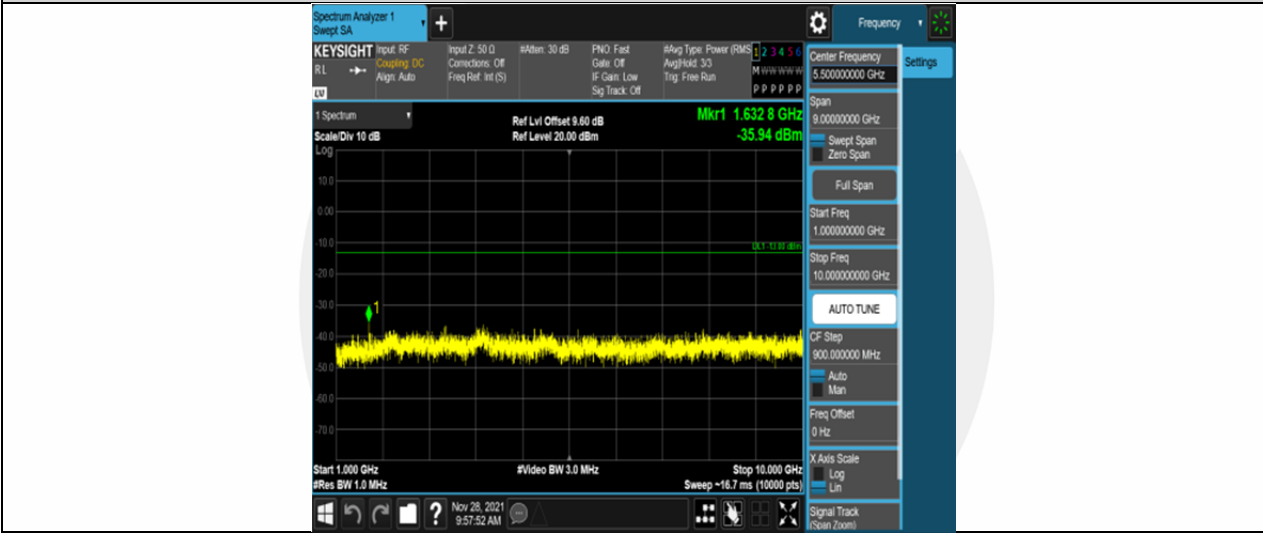 Spectrum Analyzer 1
Swept SA
+
Frequency
KEYSIGHT
Input: RF
Coupling: DC
Align: Auto
RL
LV
Input Z: 50 Ω
Corrections: Off
Freq Ref: Int (S)
#Atten: 30 dB
PNO: Fast
Gate: Off
IF Gain: Low
Sig Track: Off
#Avg Type: Power (RMS
Avg|Hold: 3/3
Trig: Free Run
1 2 3 4 5 6
M W W W W W
P P P P P P
1 Spectrum
Scale/Div 10 dB
Ref Lvl Offset 9.60 dB
Ref Level 20.00 dBm
Mkr1 1.632 8 GHz
-35.94 dBm
Log
10.0
0.00
-10.0
DL1 -13.00 dBm
-20.0
-30.0
1
-40.0
-50.0
-60.0
-70.0
Start 1.000 GHz
#Res BW 1.0 MHz
#Video BW 3.0 MHz
Stop 10.000 GHz
Sweep ~16.7 ms (10000 pts)
?
Nov 28, 2021
9:57:52 AM
Center Frequency
5.500000000 GHz
Settings
Span
9.00000000 GHz
Swept Span
Zero Span
Full Span
Start Freq
1.000000000 GHz
Stop Freq
10.000000000 GHz
AUTO TUNE
CF Step
900.000000 MHz
Auto
Man
Freq Offset
0 Hz
X Axis Scale
Log
Lin
Signal Track
(Span Zoom)